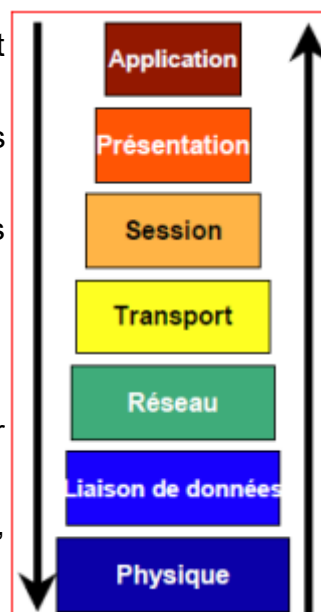 t
Application
s
Présentation
s
Session
Transport
Réseau
r
Liaison de données
,
Physique